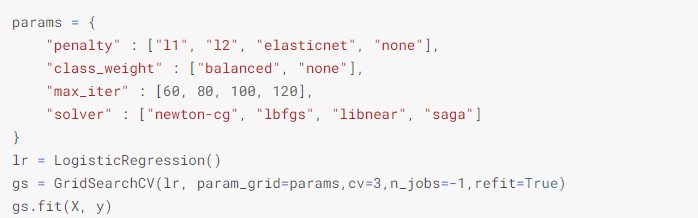 params = {
    "penalty" : ["l1", "l2", "elasticnet", "none"],
    "class_weight" : ["balanced", "none"],
    "max_iter" : [60, 80, 100, 120],
    "solver" : ["newton-cg", "lbfgs", "libnear", "saga"]
}
lr = LogisticRegression()
gs = GridSearchCV(lr, param_grid=params,cv=3,n_jobs=-1,refit=True)
gs.fit(X, y)